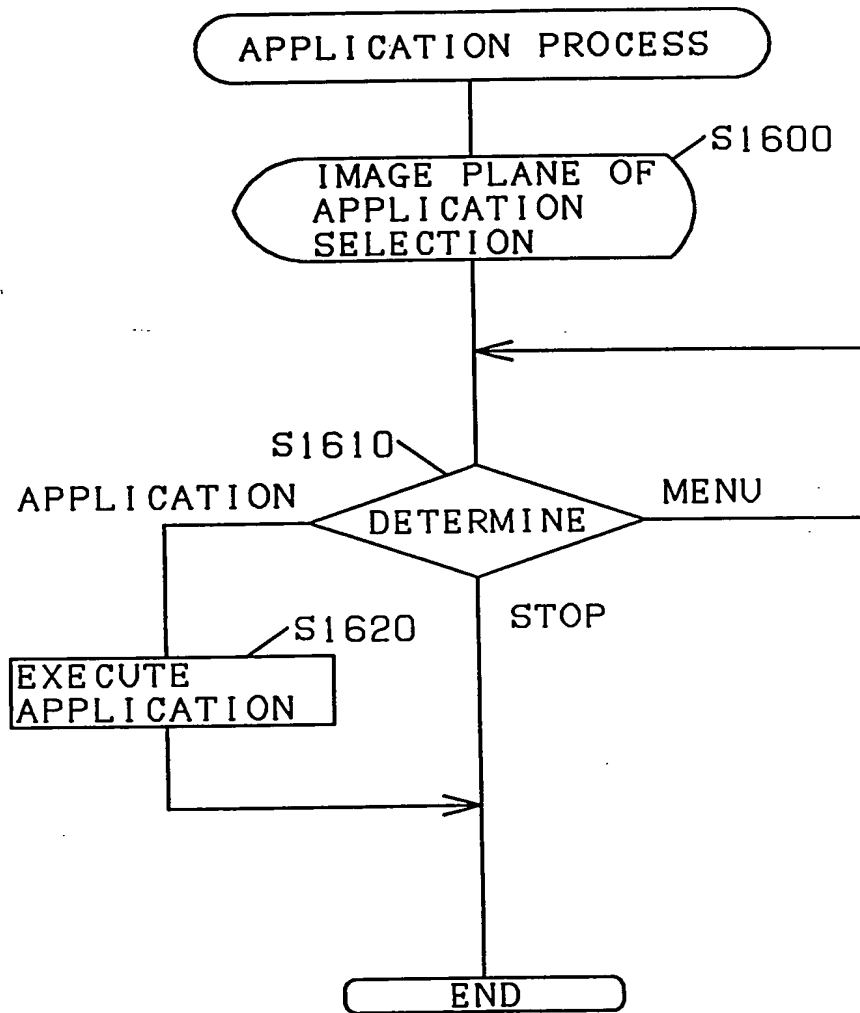 APPLICATION PROCESS
S1600
IMAGE PLANE OF
APPLICATION
SELECTION
S1610
APPLICATION
DETERMINE
MENU
STOP
S1620
EXECUTE
APPLICATION
END